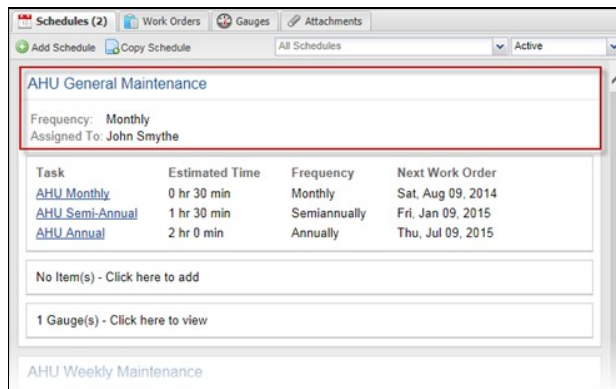 Schedules (2) Work Orders Gauges Attachments
Add Schedule Copy Schedule All Schedules Active
AHU General Maintenance
Frequency: Monthly
Assigned To: John Smythe
Task Estimated Time Frequency Next Work Order
AHU Monthly 0 hr 30 min Monthly Sat, Aug 09, 2014
AHU Semi-Annual 1 hr 30 min Semiannually Fri, Jan 09, 2015
AHU Annual 2 hr 0 min Annually Thu, Jul 09, 2015
No Item(s) - Click here to add
1 Gauge(s) - Click here to view
AHU Weekly Maintenance